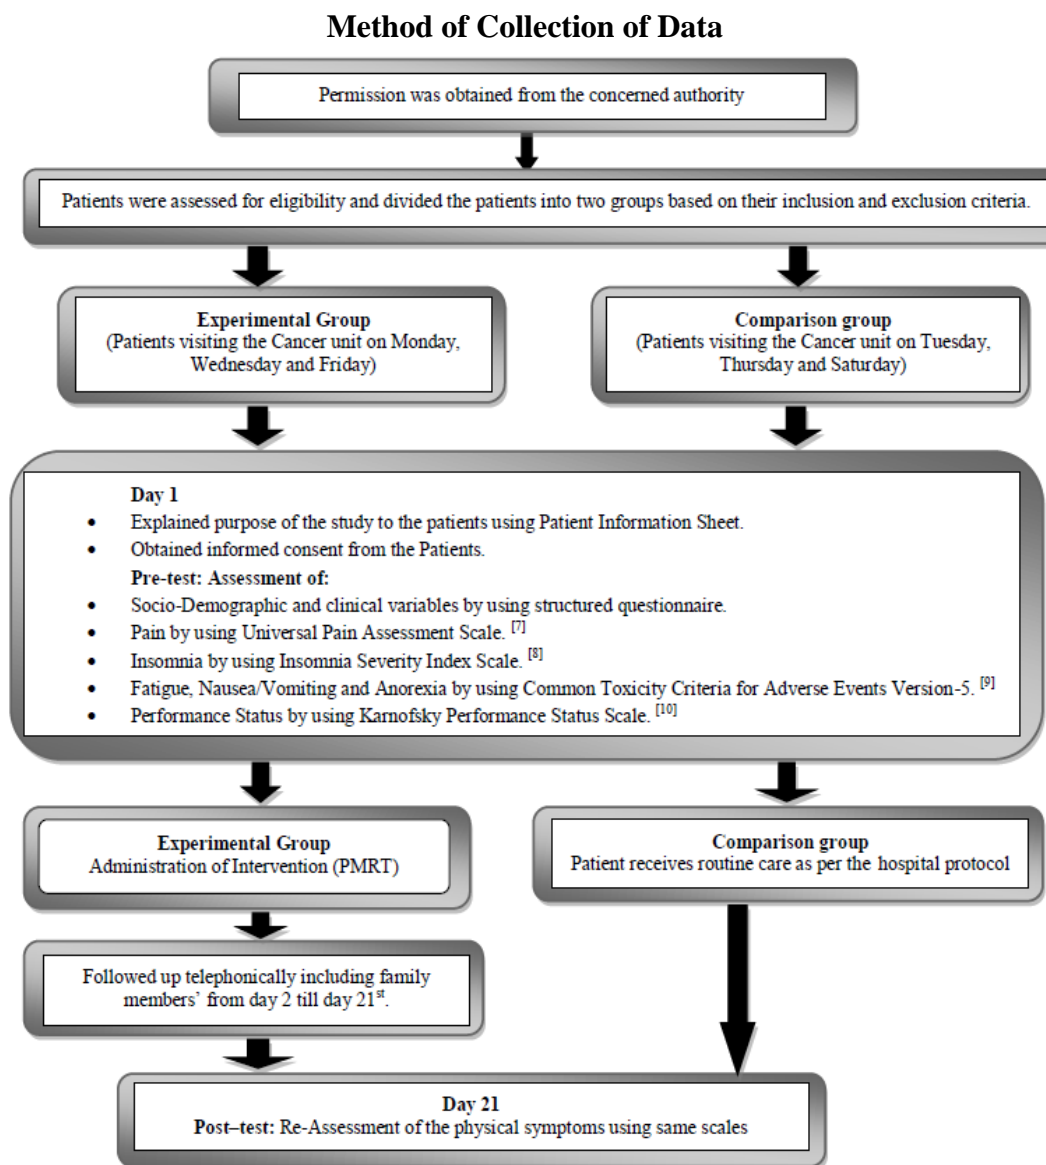 Method of Collection of Data
Permission was obtained from the concerned authority
Patients were assessed for eligibility and divided the patients into two groups based on their inclusion and exclusion criteria.
Experimental Group
(Patients visiting the Cancer unit on Monday,
Wednesday and Friday)
Comparison group
(Patients visiting the Cancer unit on Tuesday,
Thursday and Saturday)
Day 1
• Explained purpose of the study to the patients using Patient Information Sheet.
• Obtained informed consent from the Patients.
Pre-test: Assessment of:
• Socio-Demographic and clinical variables by using structured questionnaire.
• Pain by using Universal Pain Assessment Scale. [7]
• Insomnia by using Insomnia Severity Index Scale. [8]
• Fatigue, Nausea/Vomiting and Anorexia by using Common Toxicity Criteria for Adverse Events Version-5. [9]
• Performance Status by using Karnofsky Performance Status Scale. [10]
Experimental Group
Administration of Intervention (PMRT)
Comparison group
Patient receives routine care as per the hospital protocol
Followed up telephonically including family
members’ from day 2 till day 21st.
Day 21
Post–test: Re-Assessment of the physical symptoms using same scales